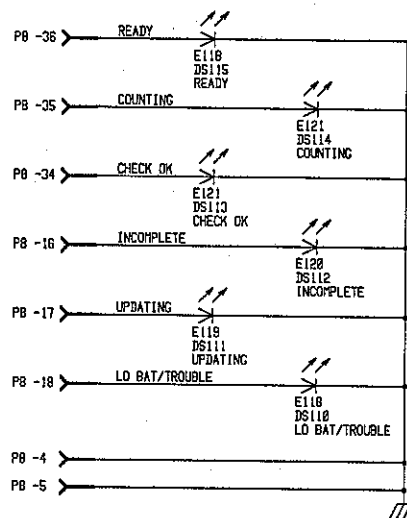 P8 -36
READY
E118
DS115
READY
P8 -35
COUNTING
E121
DS114
COUNTING
P8 -34
CHECK OK
E121
DS113
CHECK OK
P8 -16
INCOMPLETE
E120
DS112
INCOMPLETE
P8 -17
UPDATING
E119
DS111
UPDATING
P8 -18
LO BAT/TROUBLE
E118
DS110
LO BAT/TROUBLE
P8 -4
P8 -5